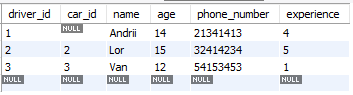 driver_id car_id name age phone_number experience
1 NULL Andrii 14 21341413 4
2 2 Lor 15 32414234 5
3 3 Van 12 54153453 1
NULL NULL NULL NULL NULL NULL